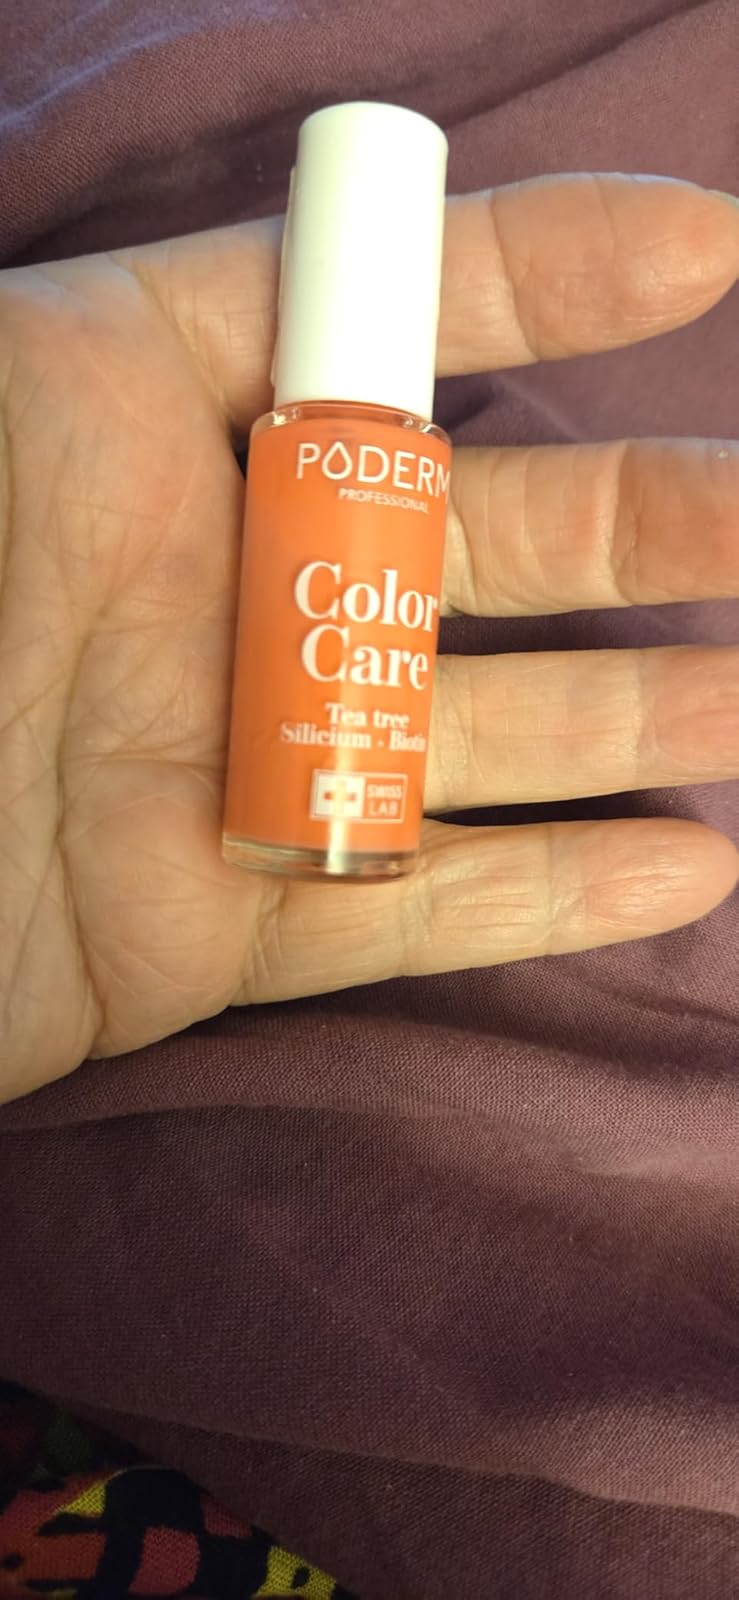 PODERM
PROFESSIONAL
Color
Care
Tea tree
Silicium · Biotin
SWISS
LAB